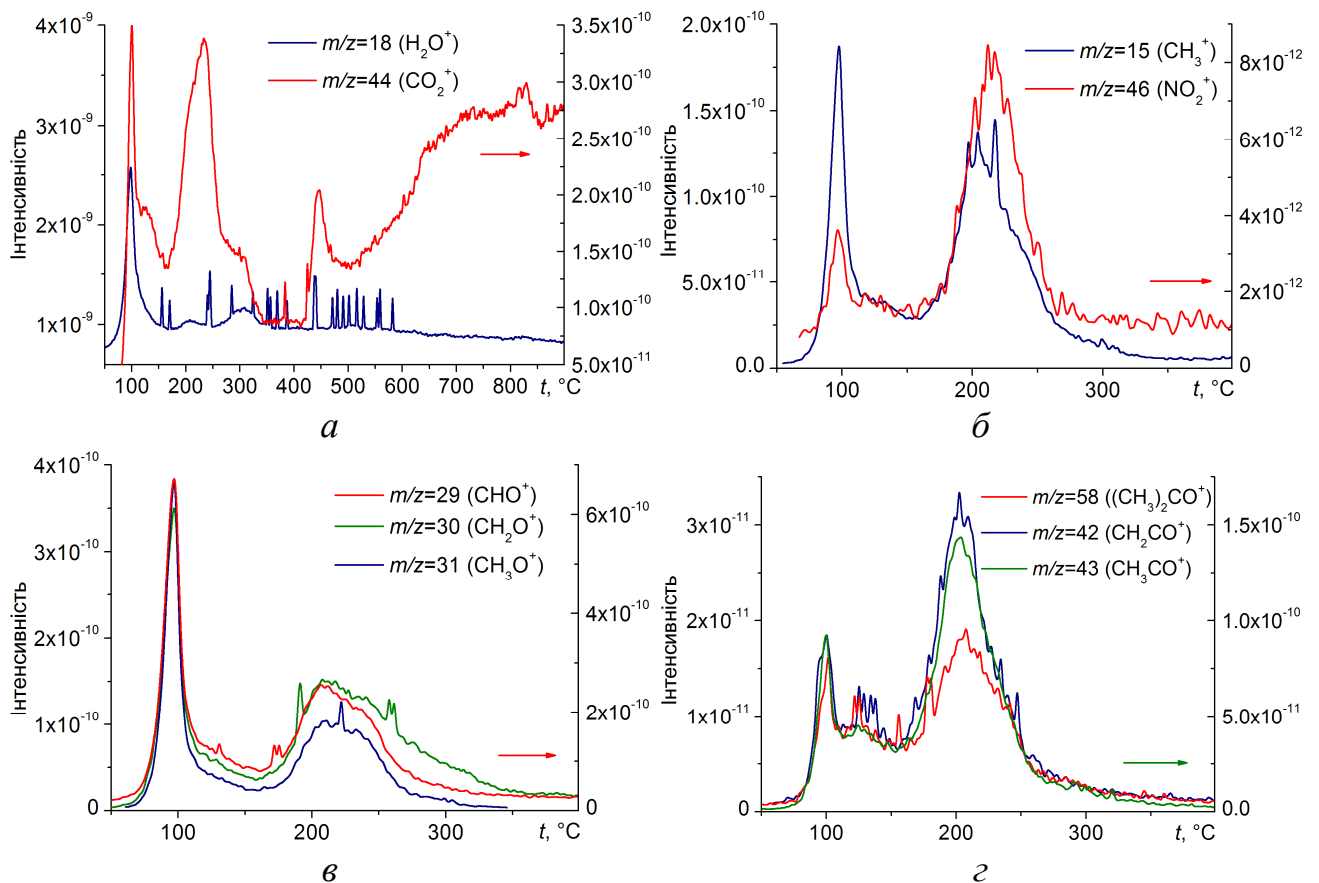 4x10⁻⁹
3x10⁻⁹
2x10⁻⁹
1x10⁻⁹
Інтенсивність
m/z=18 (H₂O⁺)
m/z=44 (CO₂⁺)
3.5x10⁻¹⁰
3.0x10⁻¹⁰
2.5x10⁻¹⁰
2.0x10⁻¹⁰
1.5x10⁻¹⁰
1.0x10⁻¹⁰
5.0x10⁻¹¹
100 200 300 400 500 600 700 800 t, °C
а
2.0x10⁻¹⁰
1.5x10⁻¹⁰
1.0x10⁻¹⁰
5.0x10⁻¹¹
0.0
Інтенсивність
m/z=15 (CH₃⁺)
m/z=46 (NO₂⁺)
8x10⁻¹²
6x10⁻¹²
4x10⁻¹²
2x10⁻¹²
0
100 200 300 t, °C
б
4x10⁻¹⁰
3x10⁻¹⁰
2x10⁻¹⁰
1x10⁻¹⁰
0
Інтенсивність
m/z=29 (CHO⁺)
m/z=30 (CH₂O⁺)
m/z=31 (CH₃O⁺)
6x10⁻¹⁰
4x10⁻¹⁰
2x10⁻¹⁰
0
100 200 300 t, °C
в
3x10⁻¹¹
2x10⁻¹¹
1x10⁻¹¹
0
Інтенсивність
m/z=58 ((CH₃)₂CO⁺)
m/z=42 (CH₂CO⁺)
m/z=43 (CH₃CO⁺)
1.5x10⁻¹⁰
1.0x10⁻¹⁰
5.0x10⁻¹¹
0.0
100 200 300 t, °C
г